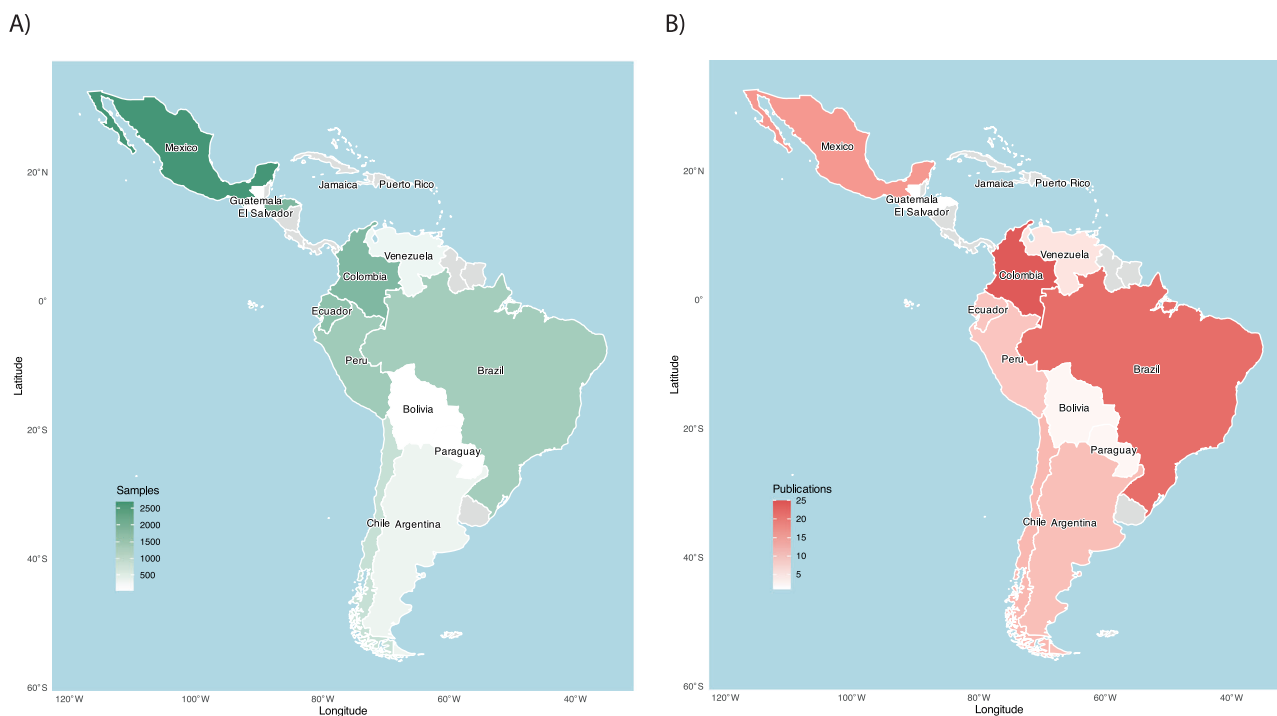 A)
Mexico
Jamaica
Puerto Rico
Guatemala
El Salvador
Venezuela
Colombia
Ecuador
Peru
Brazil
Bolivia
Paraguay
Chile
Argentina
Samples
2500
2000
1500
1000
500
20°N
0°
20°S
40°S
60°S
Latitude
120°W
100°W
80°W
60°W
40°W
Longitude
B)
Mexico
Jamaica
Puerto Rico
Guatemala
El Salvador
Venezuela
Colombia
Ecuador
Peru
Brazil
Bolivia
Paraguay
Chile
Argentina
Publications
25
20
15
10
5
20°N
0°
20°S
40°S
60°S
Latitude
120°W
100°W
80°W
60°W
40°W
Longitude